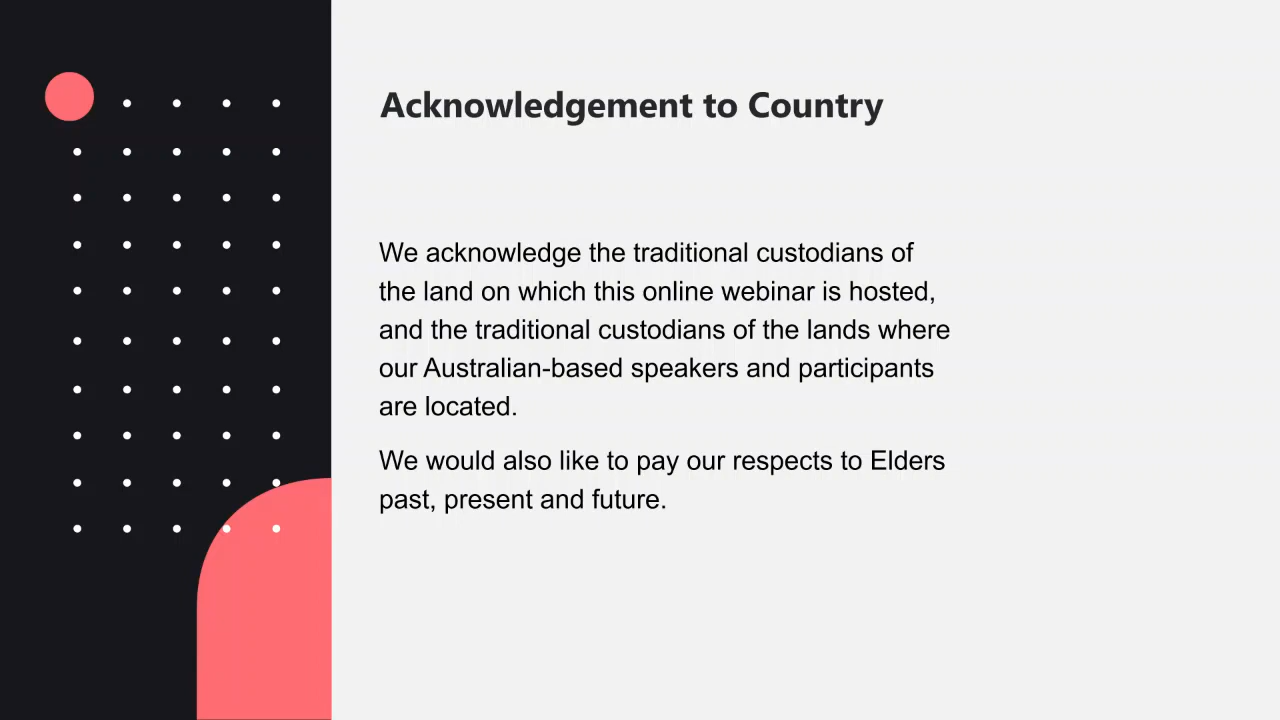 Acknowledgement to Country
We acknowledge the traditional custodians of
the land on which this online webinar is hosted,
and the traditional custodians of the lands where
our Australian-based speakers and participants
are located.
We would also like to pay our respects to Elders
past, present and future.